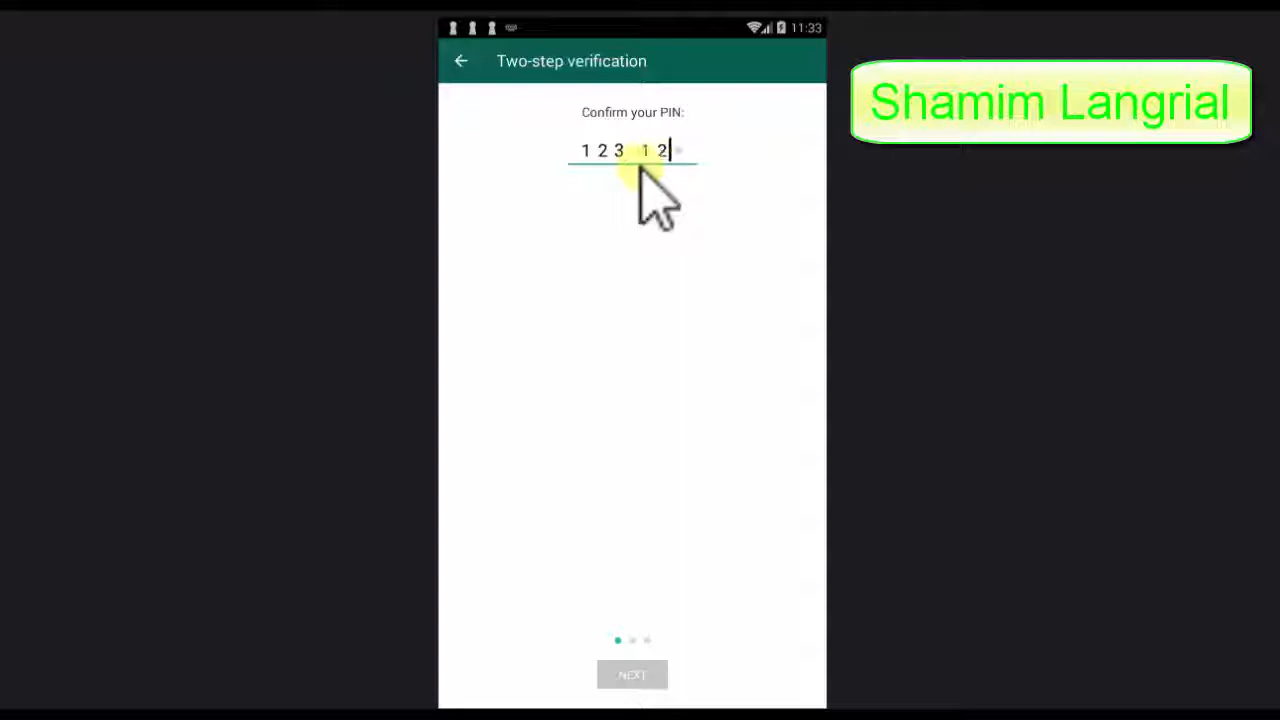 11:33
Two-step verification
Shamim Langrial
Confirm your PIN:
1 2 3 1 2
NEXT